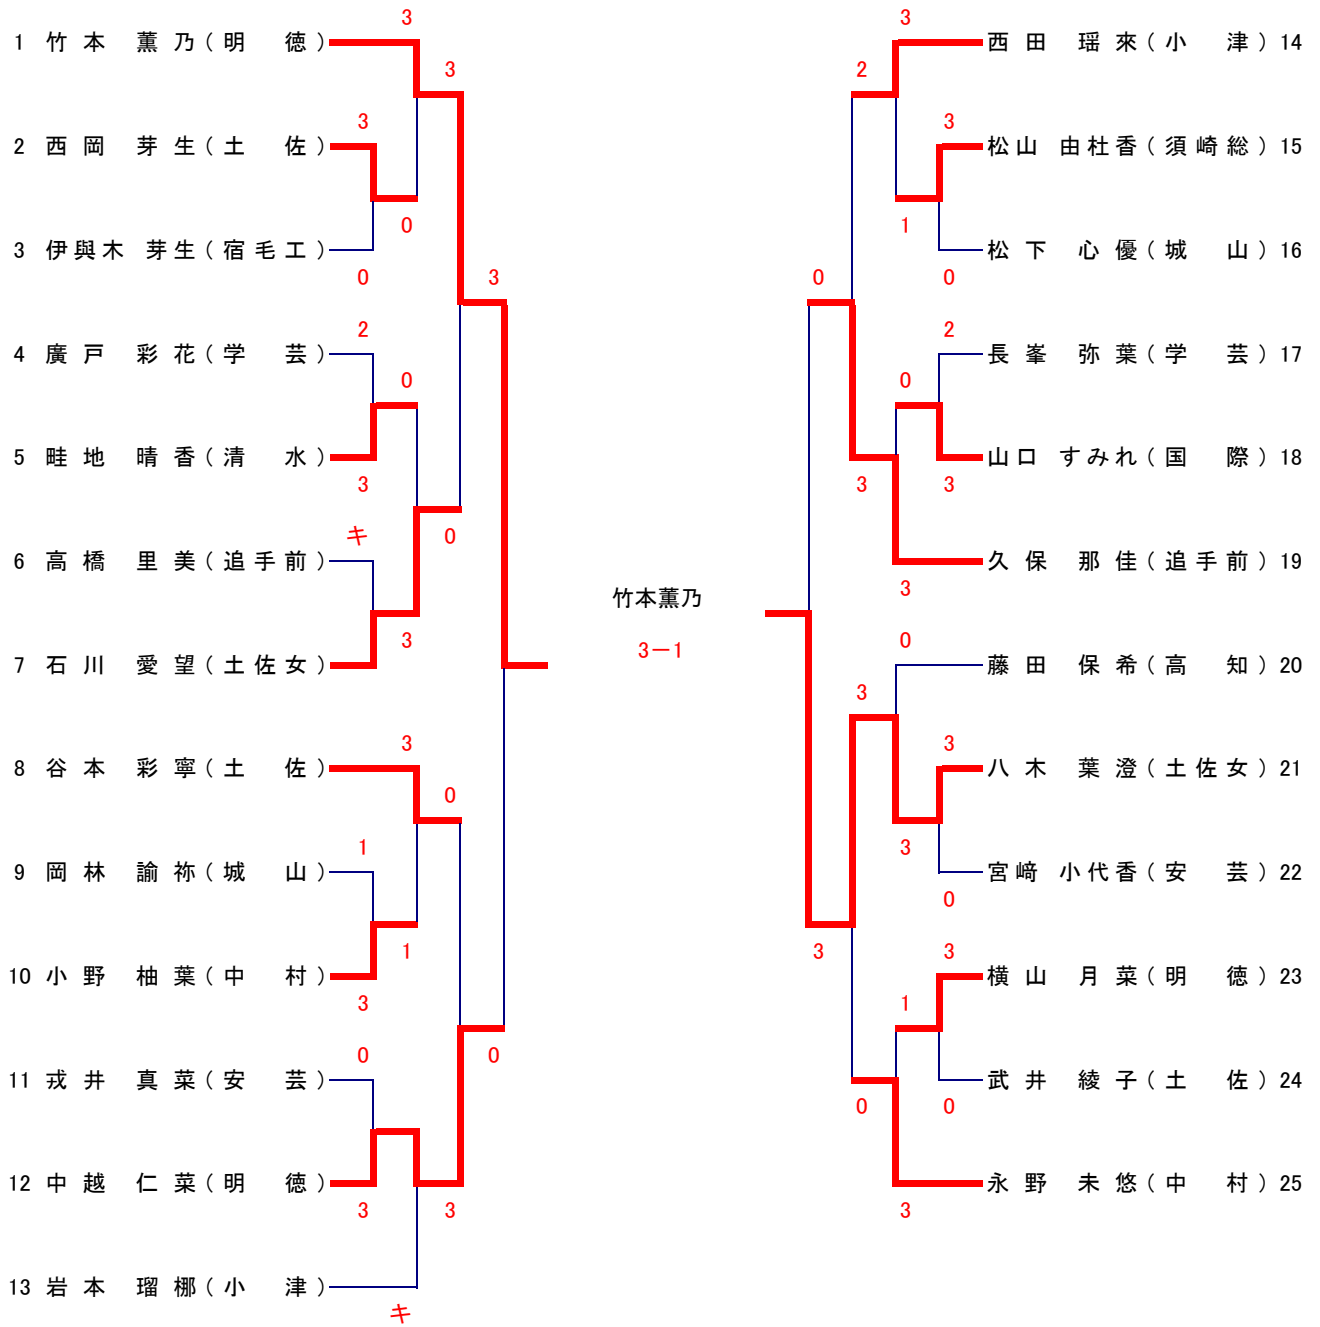 3
1 竹本 薫乃(明 徳)
3
3
2 西岡 芽生(土 佐)
0
3 伊與木 芽生(宿毛工)
0
3
2
4 廣戸 彩花(学 芸)
0
5 畦地 晴香(清 水)
3
キ
0
6 高橋 里美(追手前)
3
7 石川 愛望(土佐女)
3
8 谷本 彩寧(土 佐)
0
1
9 岡林 諭祢(城 山)
1
10 小野 柚葉(中 村)
3
0
0
11 戎井 真菜(安 芸)
12 中越 仁菜(明 徳)
3
3
13 岩本 瑠梛(小 津)
キ
竹本薫乃
3－1
3
西田 瑶來(小 津)14
2
3
松山 由杜香(須崎総)15
1
松下 心優(城 山)16
0
0
2
長峯 弥葉(学 芸)17
0
山口 すみれ(国 際)18
3
3
久保 那佳(追手前)19
3
0
藤田 保希(高 知)20
3
3
八木 葉澄(土佐女)21
3
宮﨑 小代香(安 芸)22
0
3
3
横山 月菜(明 徳)23
1
武井 綾子(土 佐)24
0
0
永野 未悠(中 村)25
3